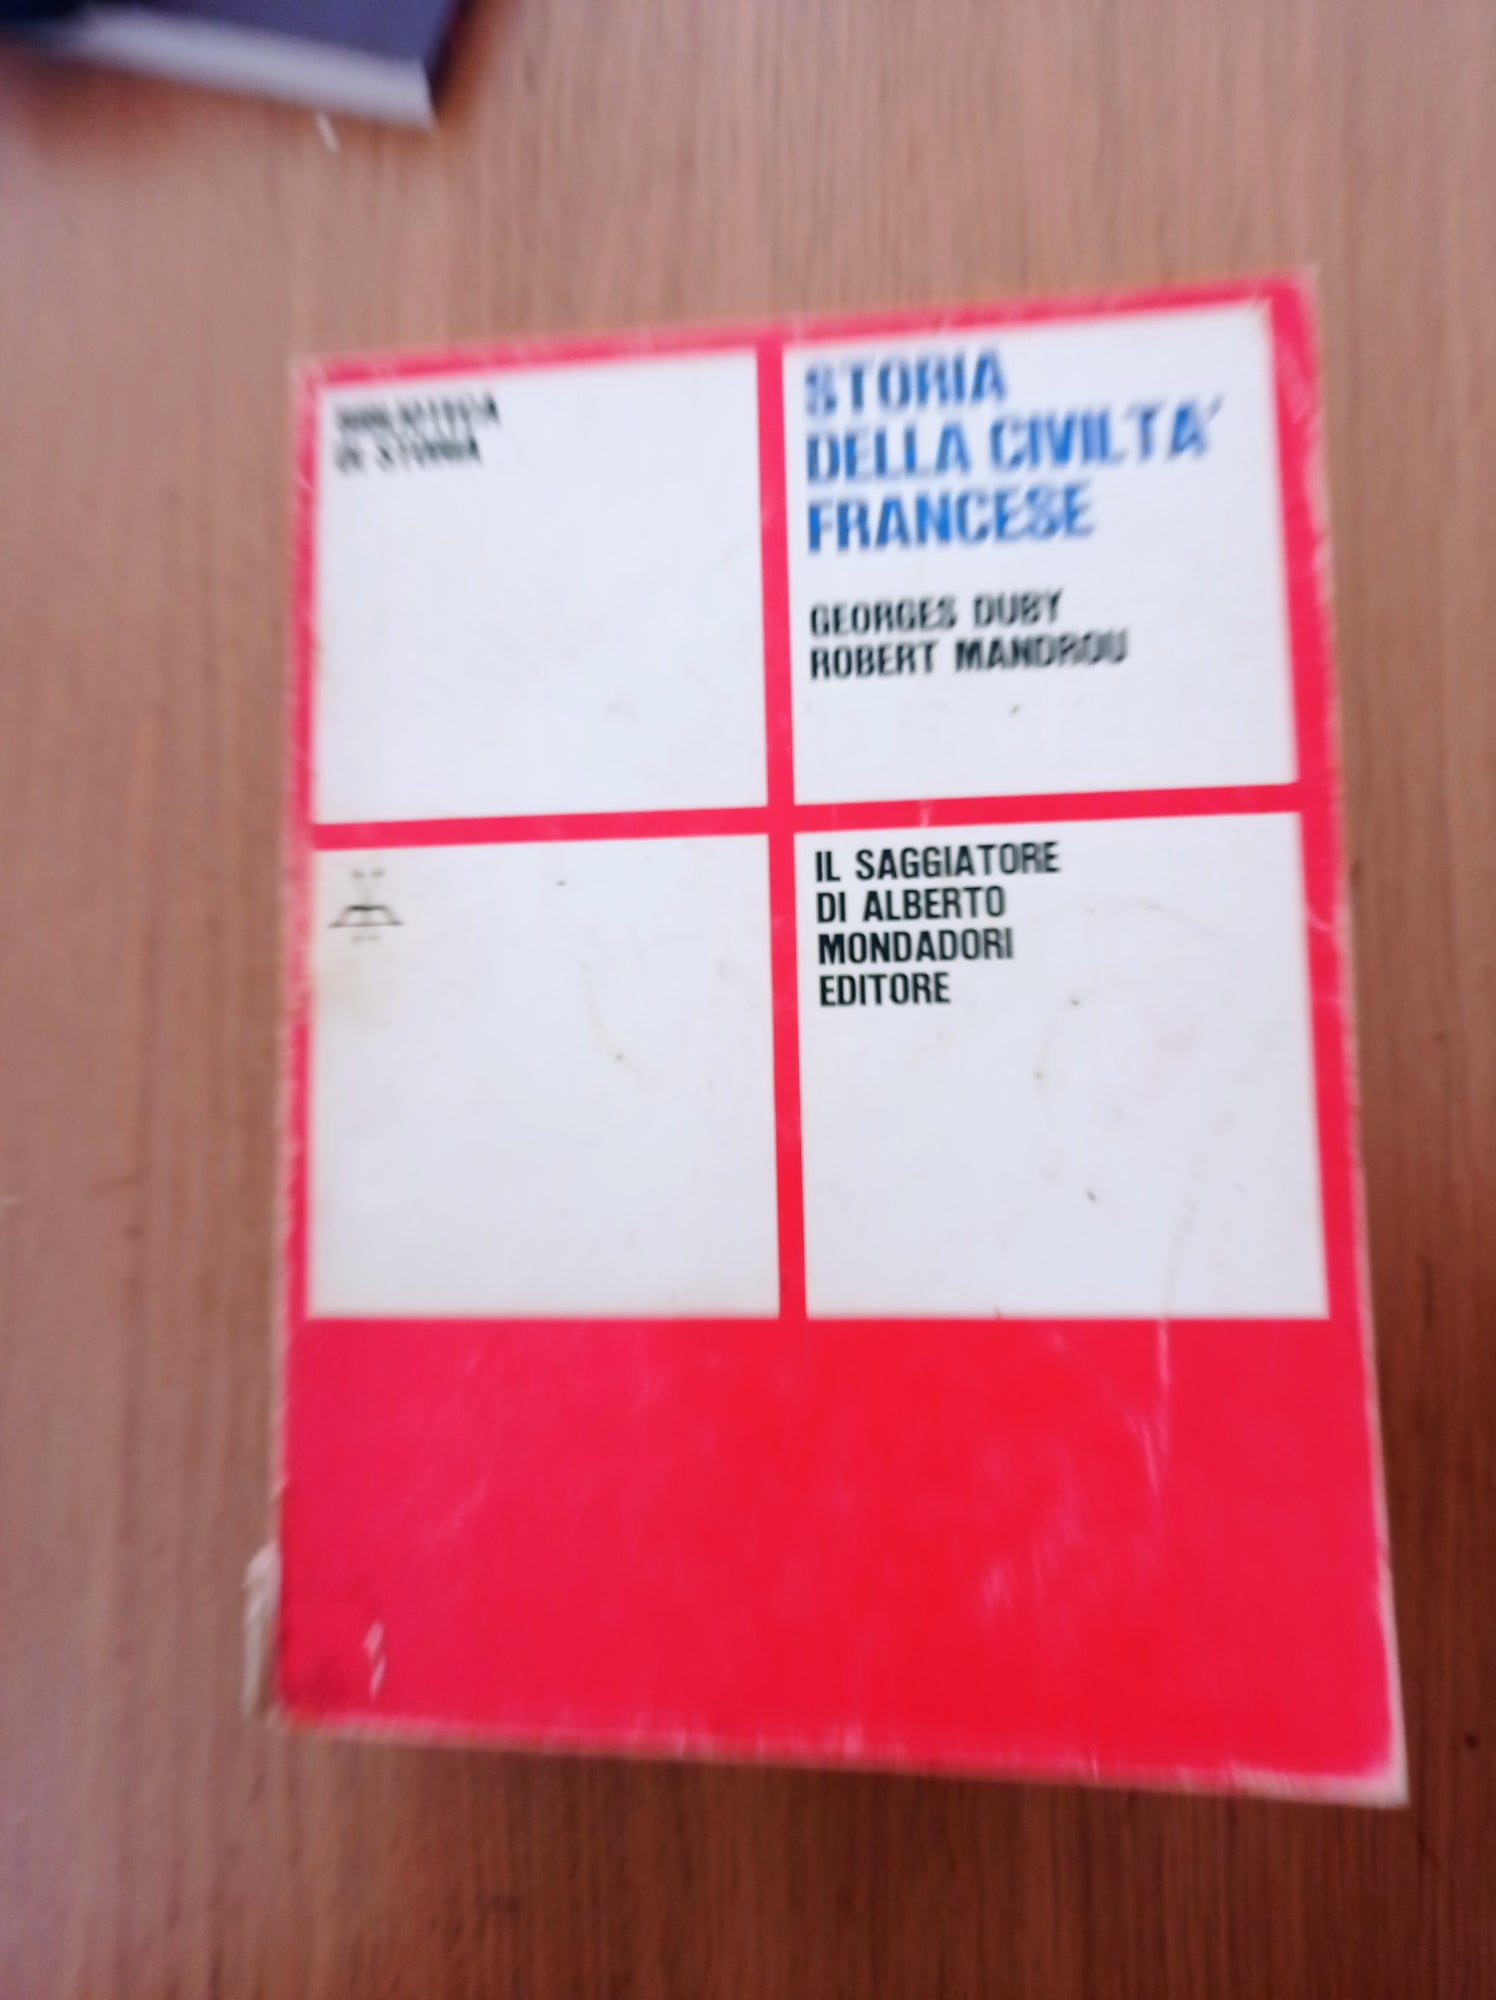 BIBLIOTECA
DI STORIA
STORIA
DELLA CIVILTA'
FRANCESE
GEORGES DUBY
ROBERT MANDROU
IL SAGGIATORE
DI ALBERTO
MONDADORI
EDITORE